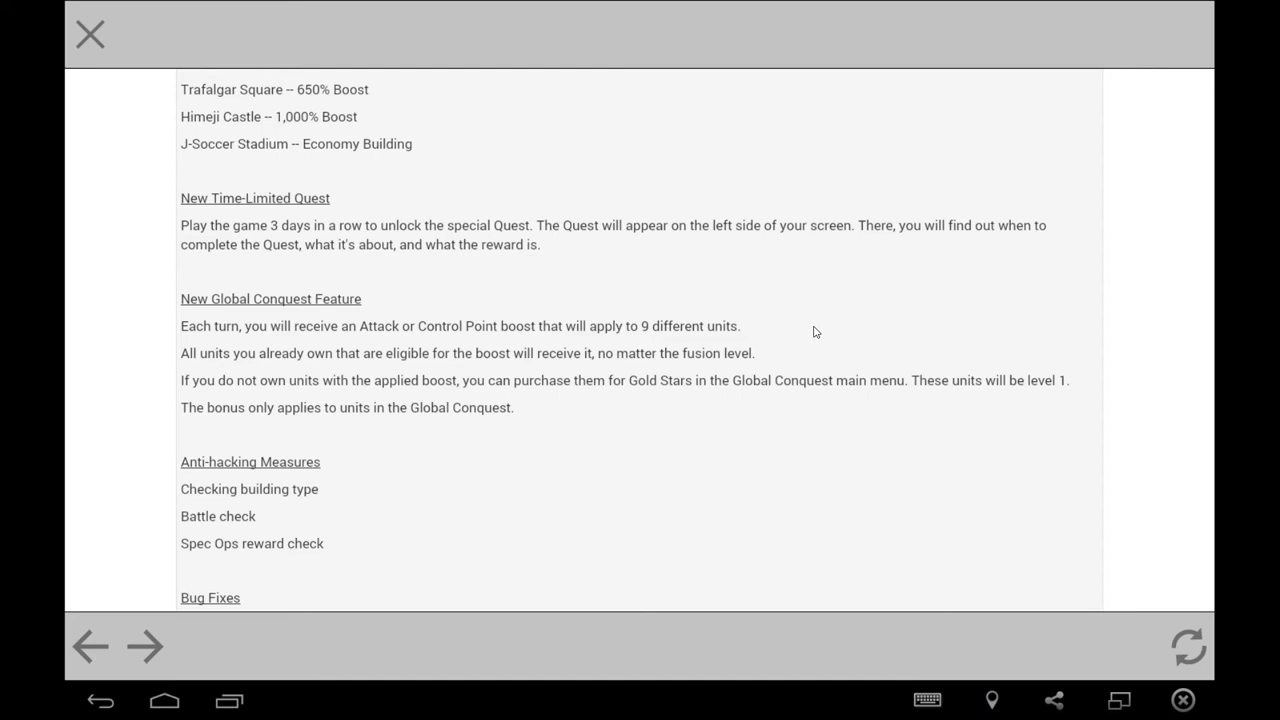 Trafalgar Square -- 650% Boost
Himeji Castle -- 1,000% Boost
J-Soccer Stadium -- Economy Building
New Time-Limited Quest
Play the game 3 days in a row to unlock the special Quest. The Quest will appear on the left side of your screen. There, you will find out when to
complete the Quest, what it's about, and what the reward is.
New Global Conquest Feature
Each turn, you will receive an Attack or Control Point boost that will apply to 9 different units.
All units you already own that are eligible for the boost will receive it, no matter the fusion level.
If you do not own units with the applied boost, you can purchase them for Gold Stars in the Global Conquest main menu. These units will be level 1.
The bonus only applies to units in the Global Conquest.
Anti-hacking Measures
Checking building type
Battle check
Spec Ops reward check
Bug Fixes